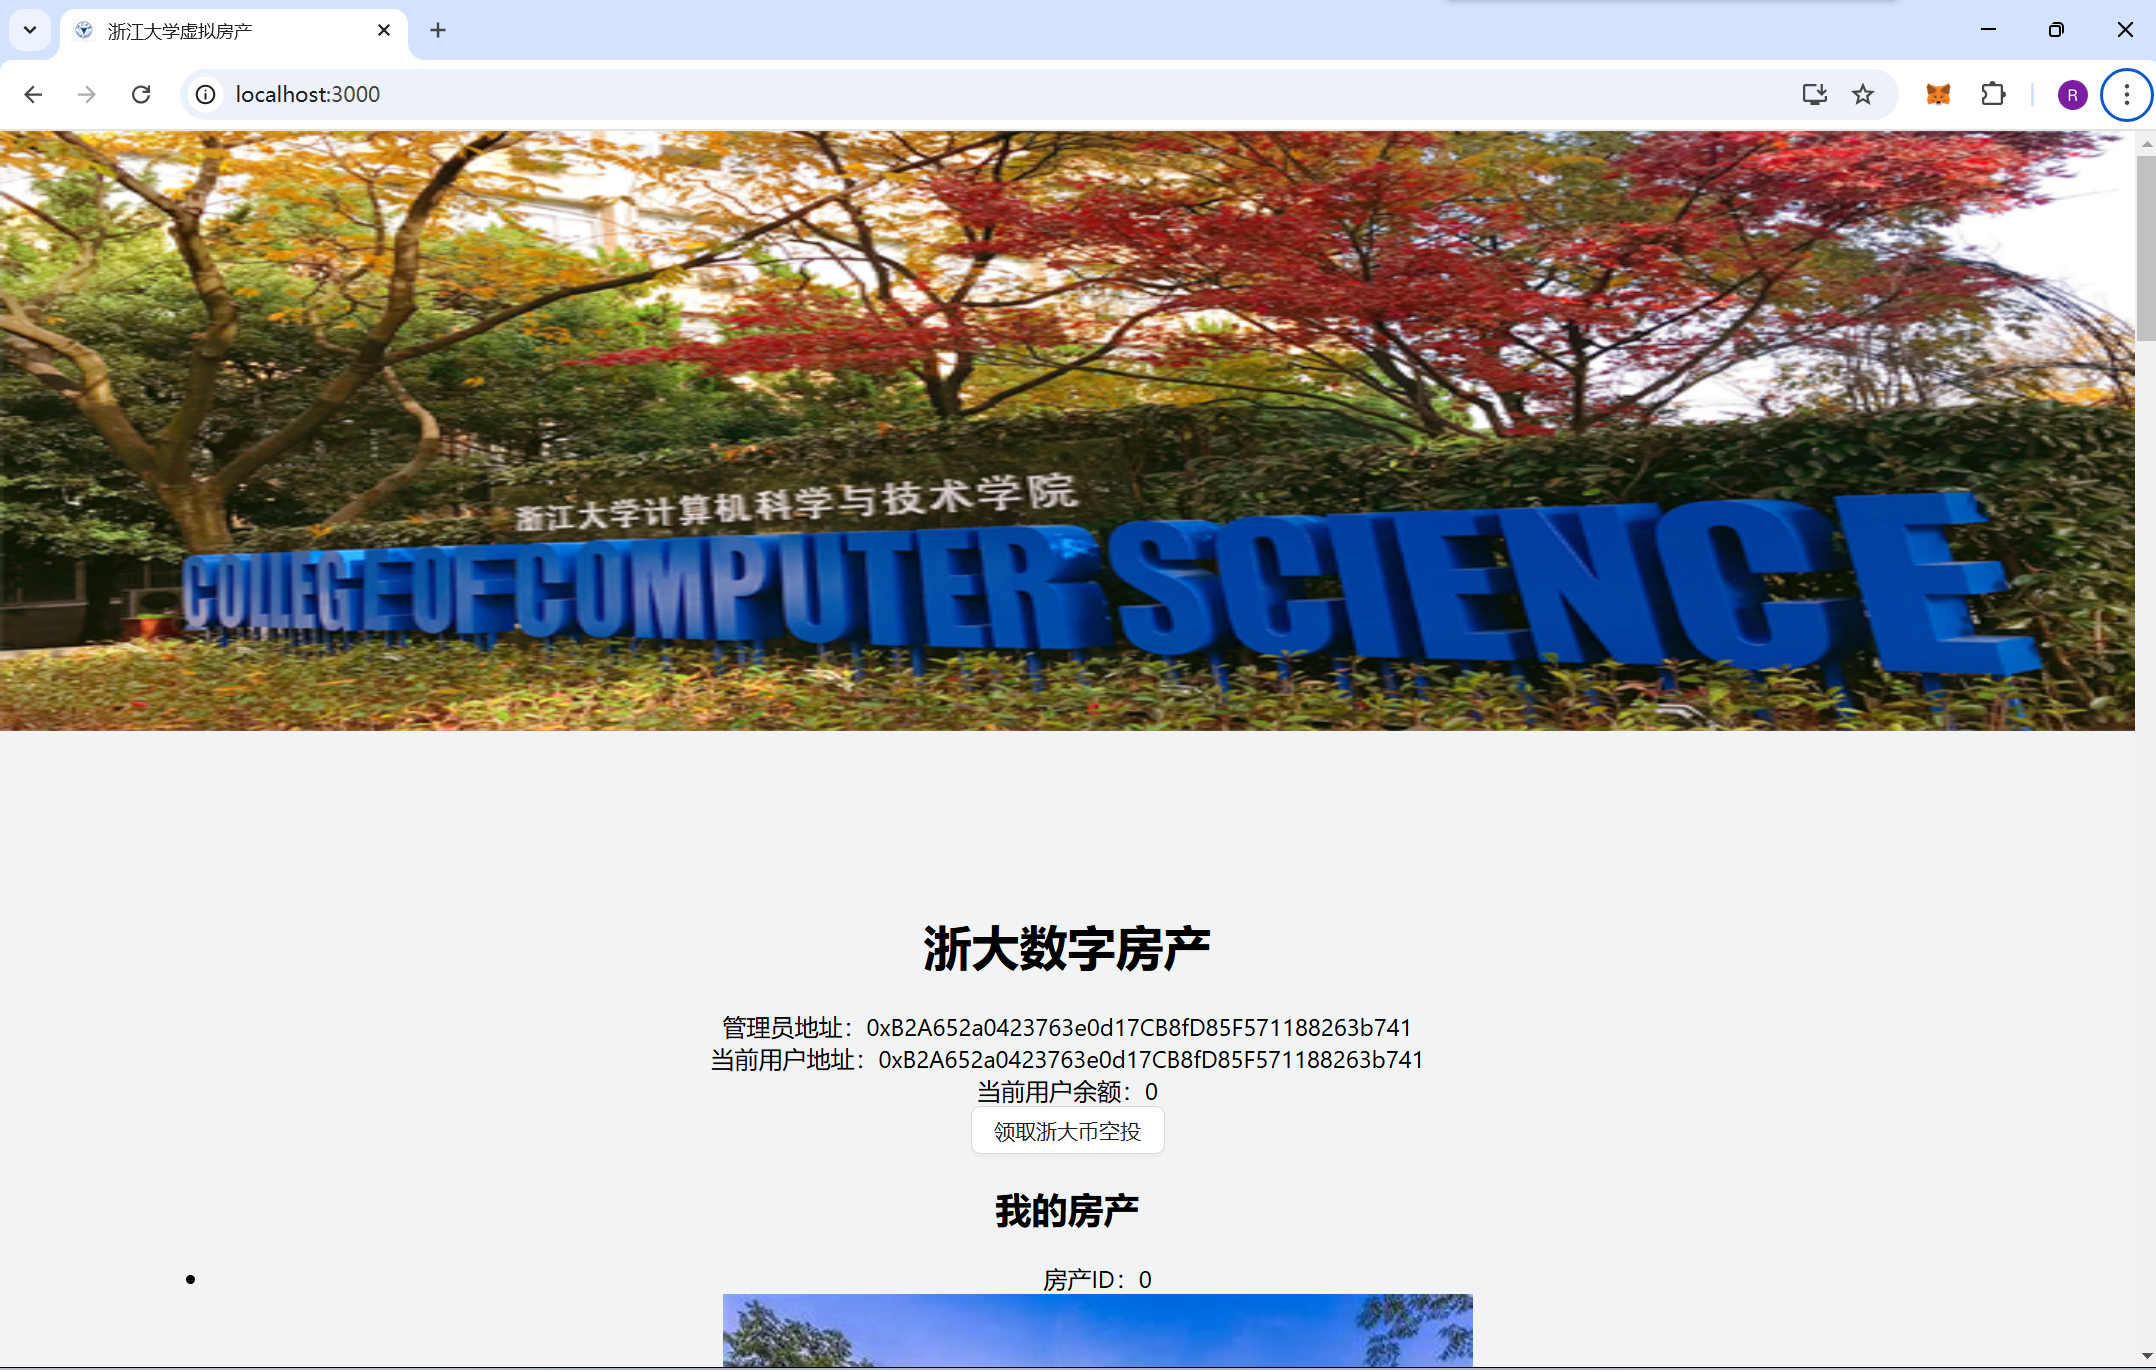 浙江大学虚拟房产
localhost:3000
R
浙江大学计算机科学与技术学院
COLLEGE OF COMPUTER SCIENCE
浙大数字房产
管理员地址：0xB2A652a0423763e0d17CB8fD85F571188263b741
当前用户地址：0xB2A652a0423763e0d17CB8fD85F571188263b741
当前用户余额：0
领取浙大币空投
我的房产
房产ID：0